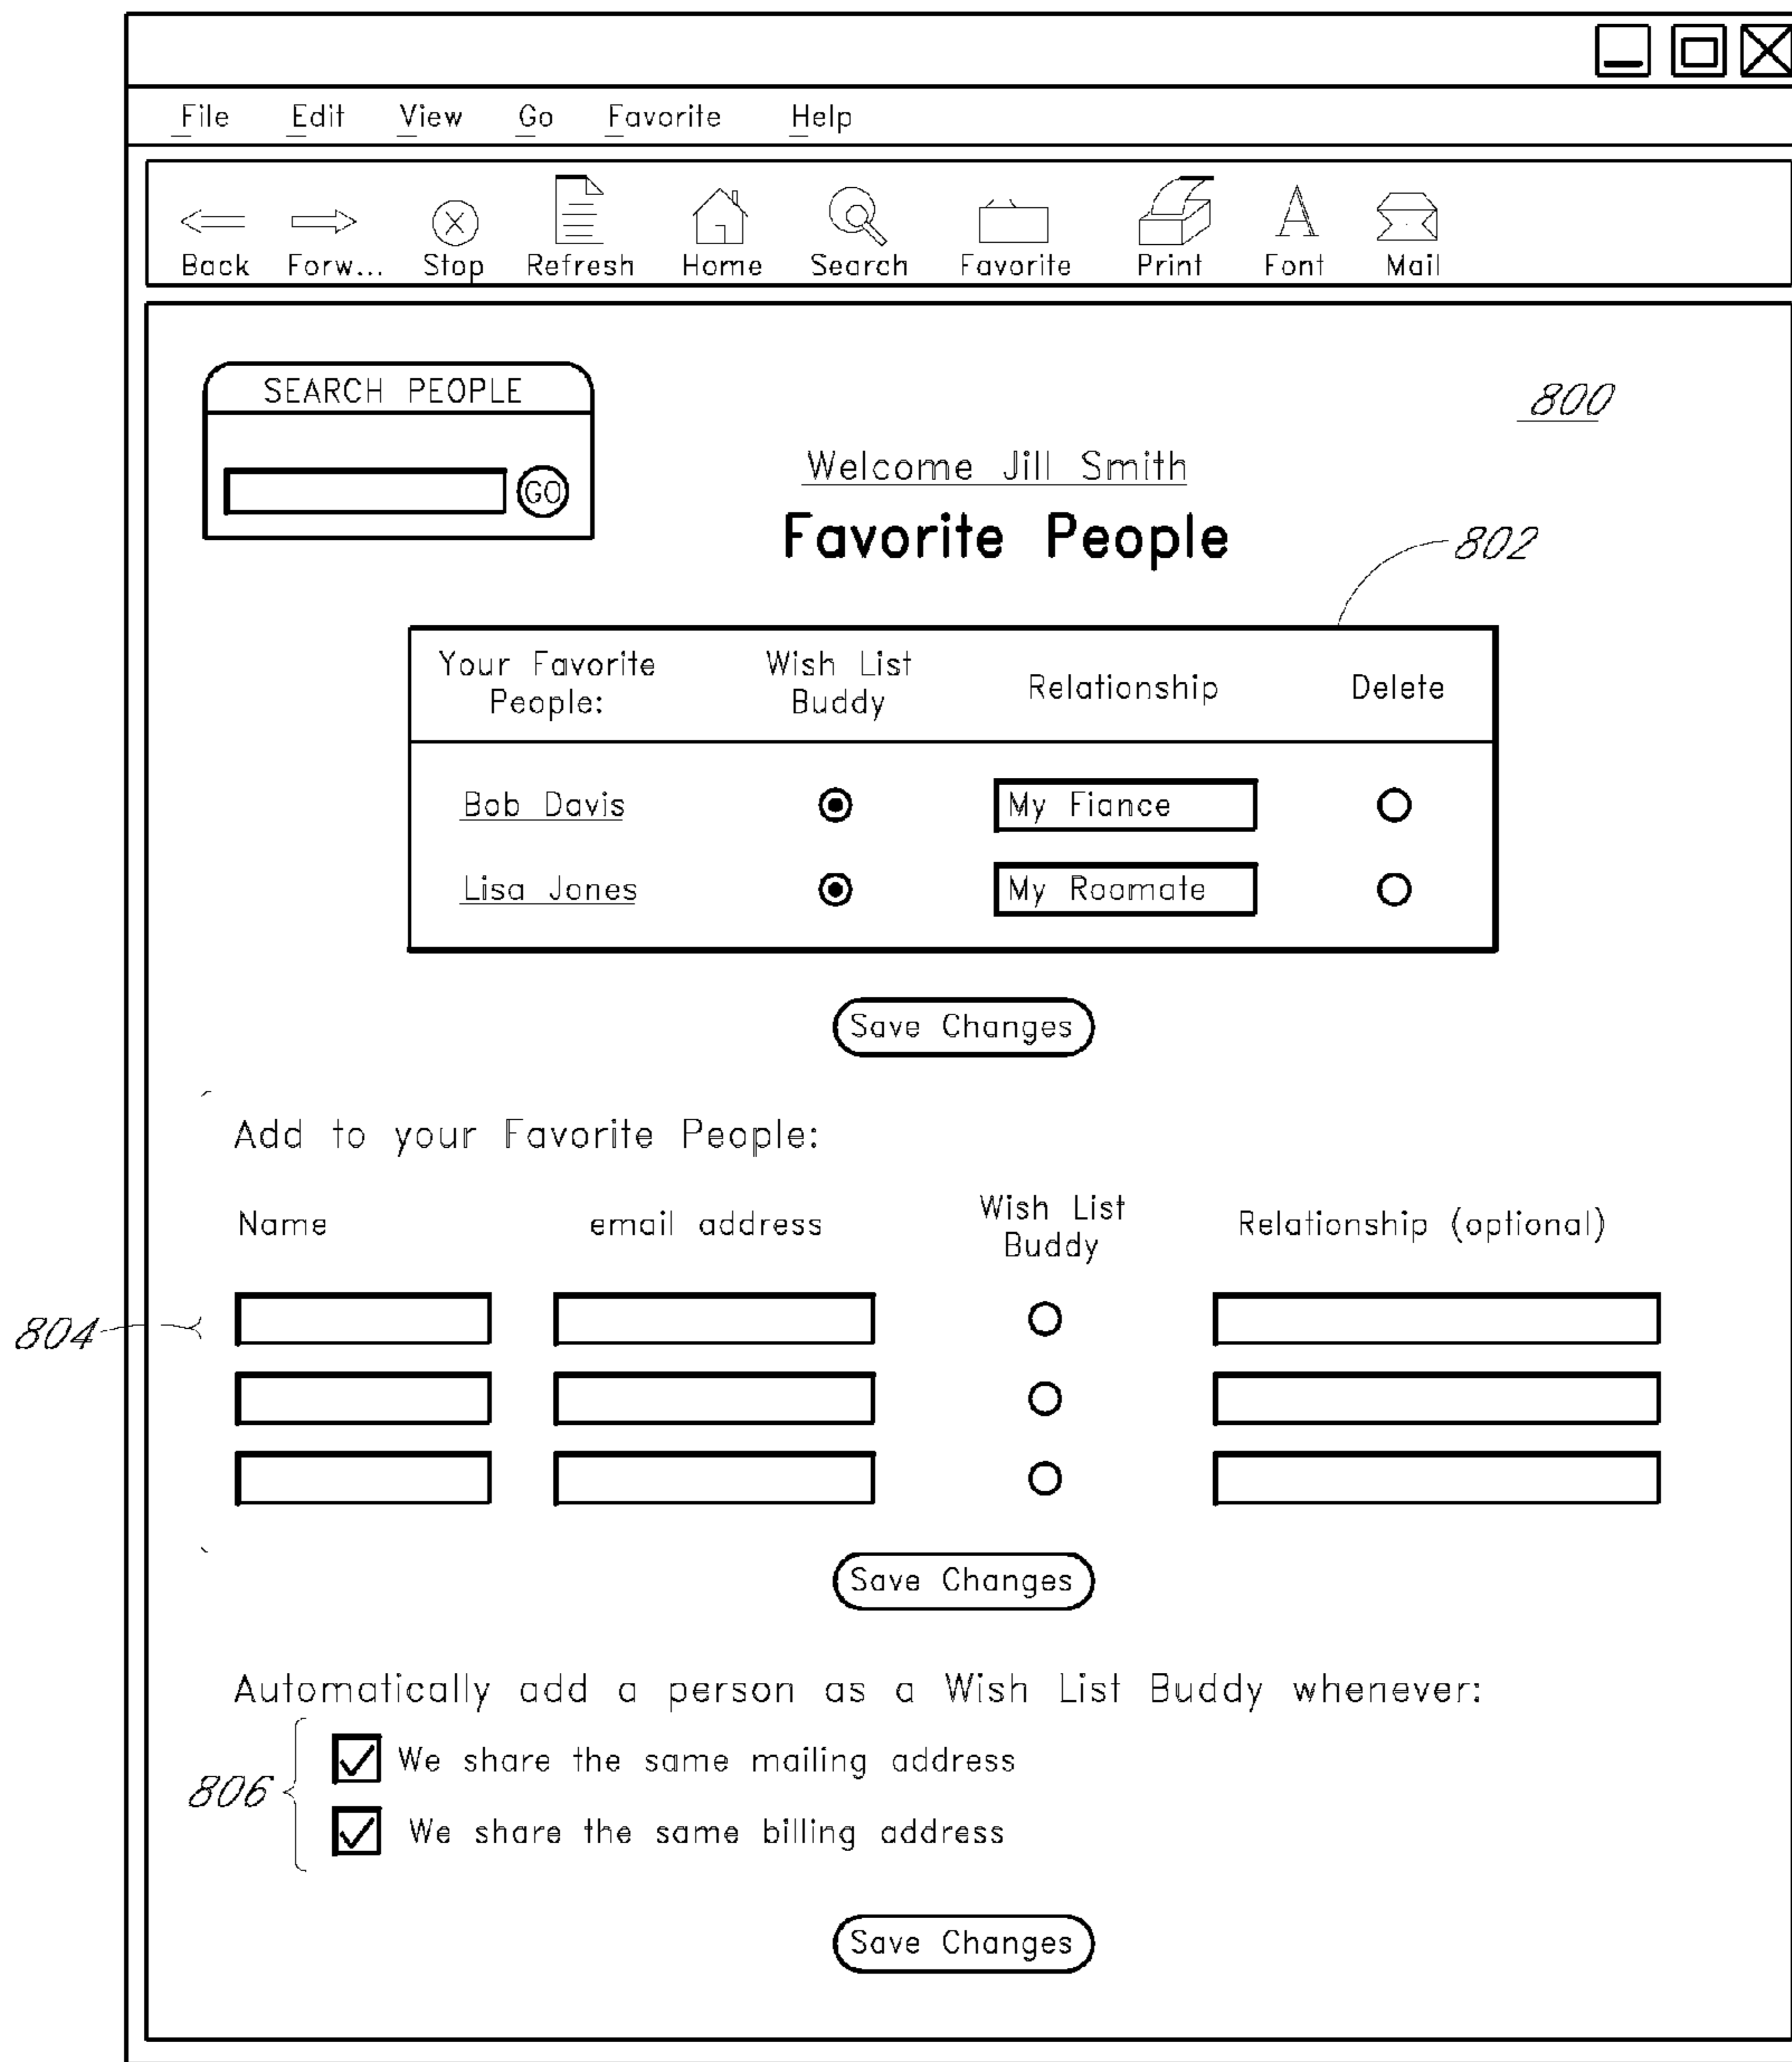 File Edit View Go Favorite Help
Back Forw... Stop Refresh Home Search Favorite Print Font Mail
SEARCH PEOPLE
800
GO
Welcome Jill Smith
Favorite People
802
Your Favorite People: Wish List Buddy Relationship Delete
Bob Davis My Fiance
Lisa Jones My Roomate
Save Changes
Add to your Favorite People:
Name email address Wish List Buddy Relationship (optional)
804
Save Changes
Automatically add a person as a Wish List Buddy whenever:
We share the same mailing address
806
We share the same billing address
Save Changes